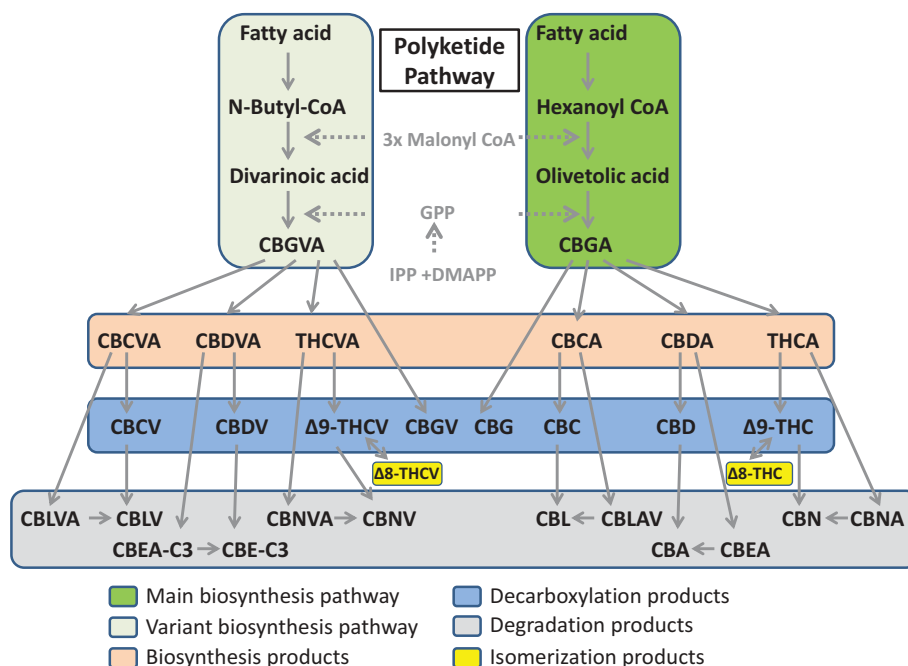 Fatty acid
Polyketide
Pathway
Fatty acid
N-Butyl-CoA
Hexanoyl CoA
3x Malonyl CoA
Divarinoic acid
Olivetolic acid
GPP
CBGVA
CBGA
IPP +DMAPP
CBCVA CBDVA THCVA CBCA CBDA THCA
CBCV CBDV Δ9-THCV CBGV CBG CBC CBD Δ9-THC
Δ8-THCV Δ8-THC
CBLVA CBLV CBNVA CBNV CBL CBLAV CBN CBNA
CBEA-C3 CBE-C3 CBA CBEA
Main biosynthesis pathway
Decarboxylation products
Variant biosynthesis pathway
Degradation products
Biosynthesis products
Isomerization products